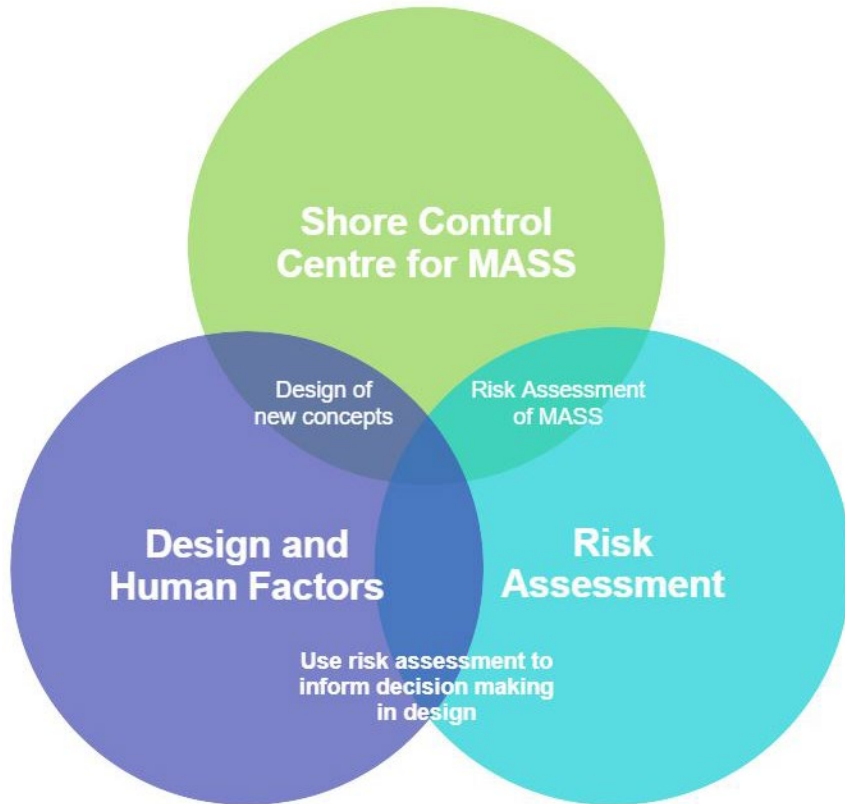 Shore Control
Centre for MASS
Design of
new concepts
Risk Assessment
of MASS
Design and
Human Factors
Risk
Assessment
Use risk assessment to
inform decision making
in design